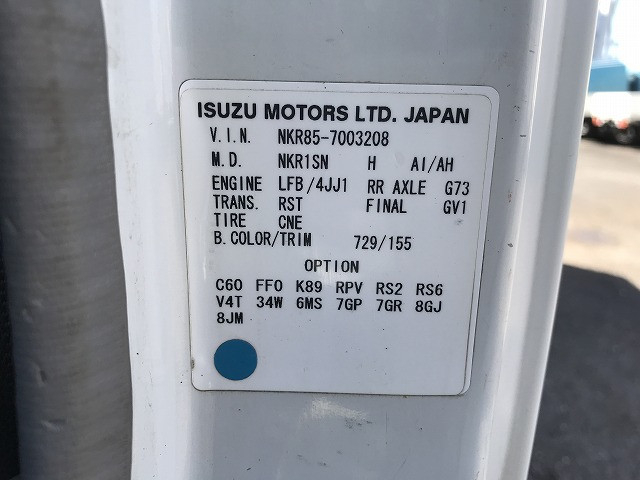 ISUZU MOTORS LTD. JAPAN
V.I.N. NKR85-7003208
M.D. NKR1SN H AI/AH
ENGINE LFB/4JJ1 RR AXLE G73
TRANS. RST FINAL GV1
TIRE CNE
B.COLOR/TRIM 729/155
OPTION
C60 FF0 K89 RPV RS2 RS6
V4T 34W 6MS 7GP 7GR 8GJ
8JM